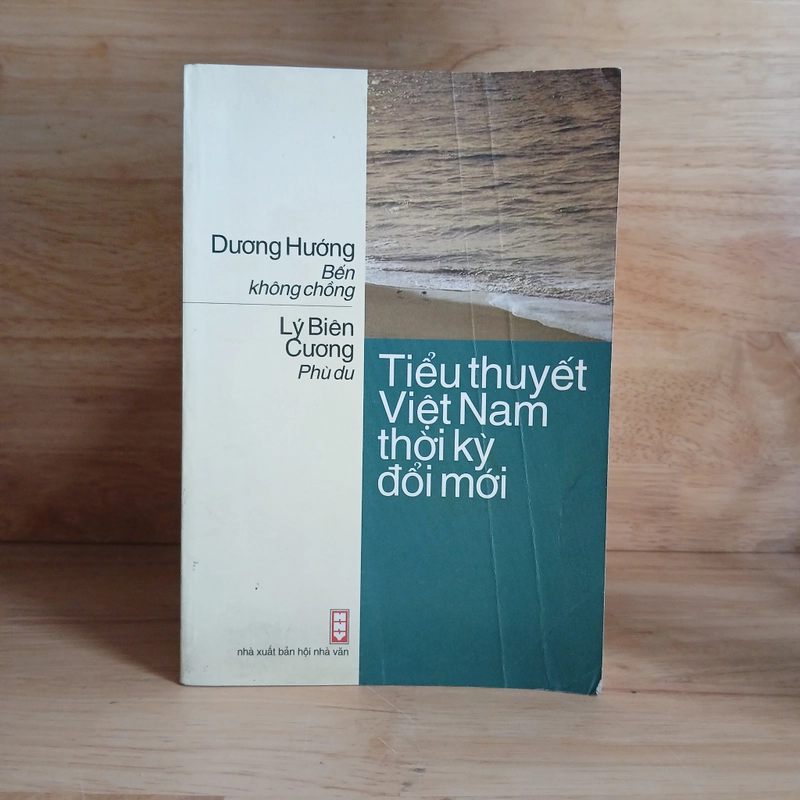 Dương Hướng
Bến
không chồng
Lý Biên
Cương
Phù du
Tiểu thuyết
Việt Nam
thời kỳ
đổi mới
nhà xuất bản hội nhà văn